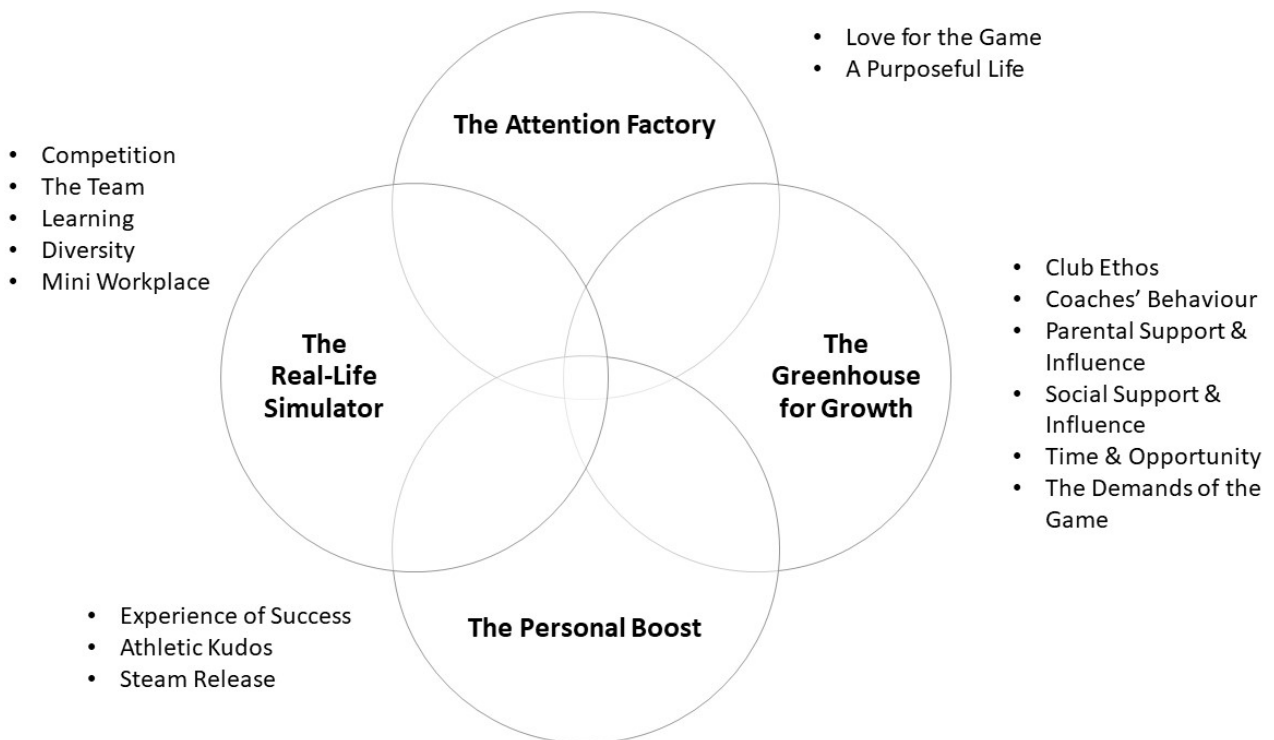 • Love for the Game
• A Purposeful Life
The Attention Factory
• Competition
• The Team
• Learning
• Diversity
• Mini Workplace
The
Real-Life
Simulator
The
Greenhouse
for Growth
• Club Ethos
• Coaches’ Behaviour
• Parental Support &
Influence
• Social Support &
Influence
• Time & Opportunity
• The Demands of the
Game
• Experience of Success
• Athletic Kudos
• Steam Release
The Personal Boost